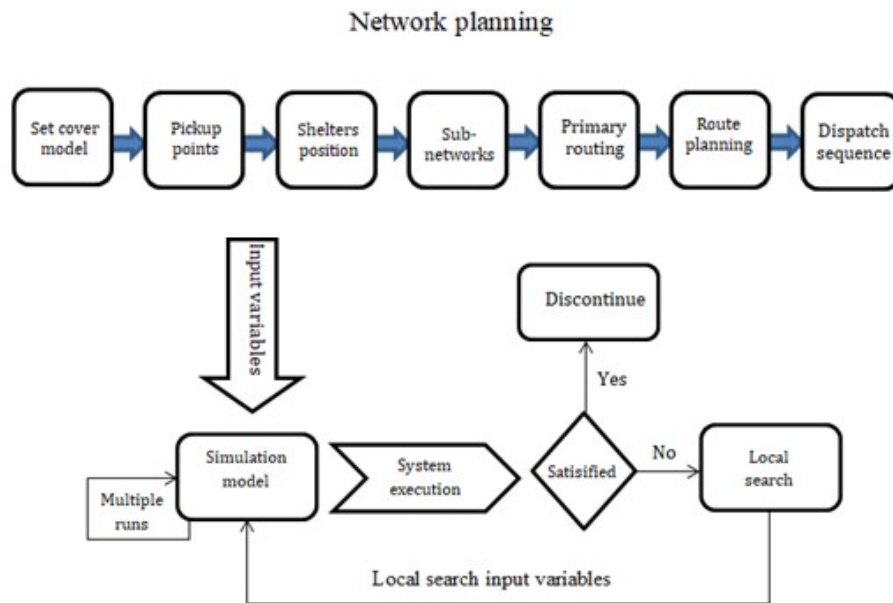 Network planning
Set cover
model
Pickup
points
Shelters
position
Sub-
networks
Primary
routing
Route
planning
Dispatch
sequence
Input variables
Discontinue
Yes
Simulation
model
System
execution
Satisified
No
Local
search
Multiple
runs
Local search input variables